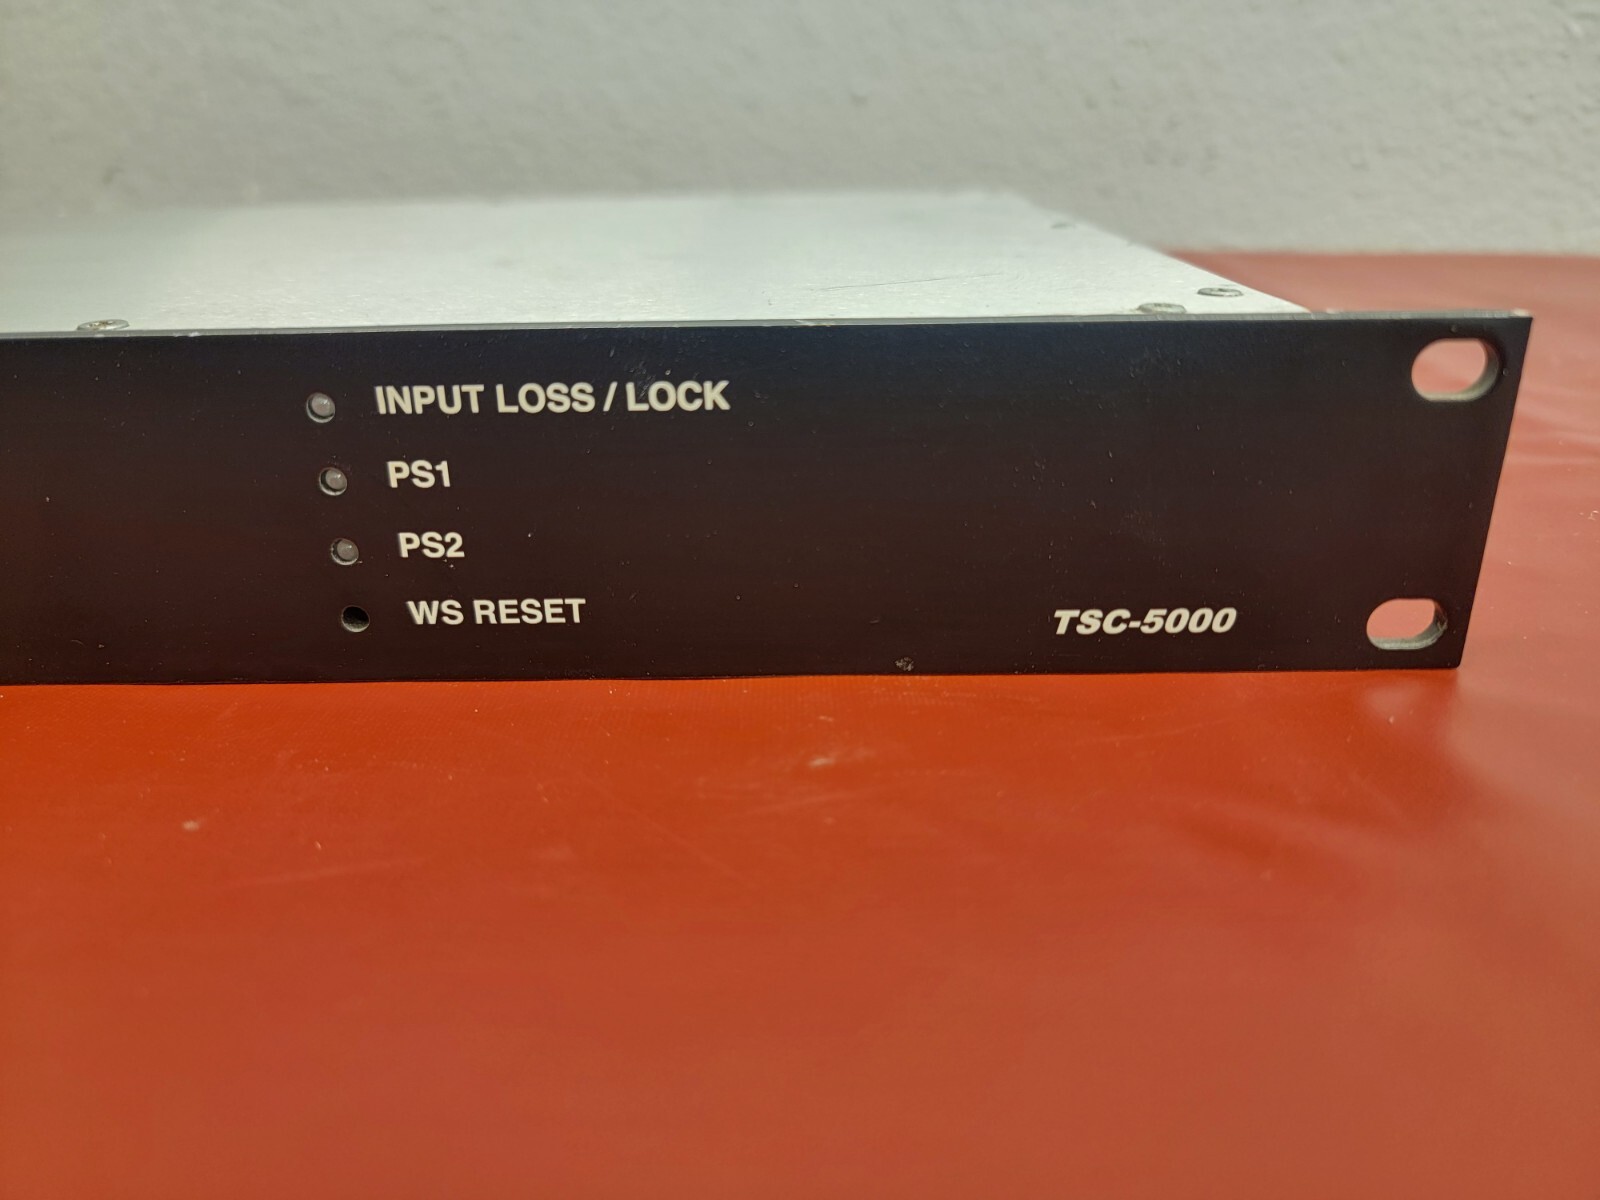 INPUT LOSS / LOCK
PS1
PS2
WS RESET
TSC-5000